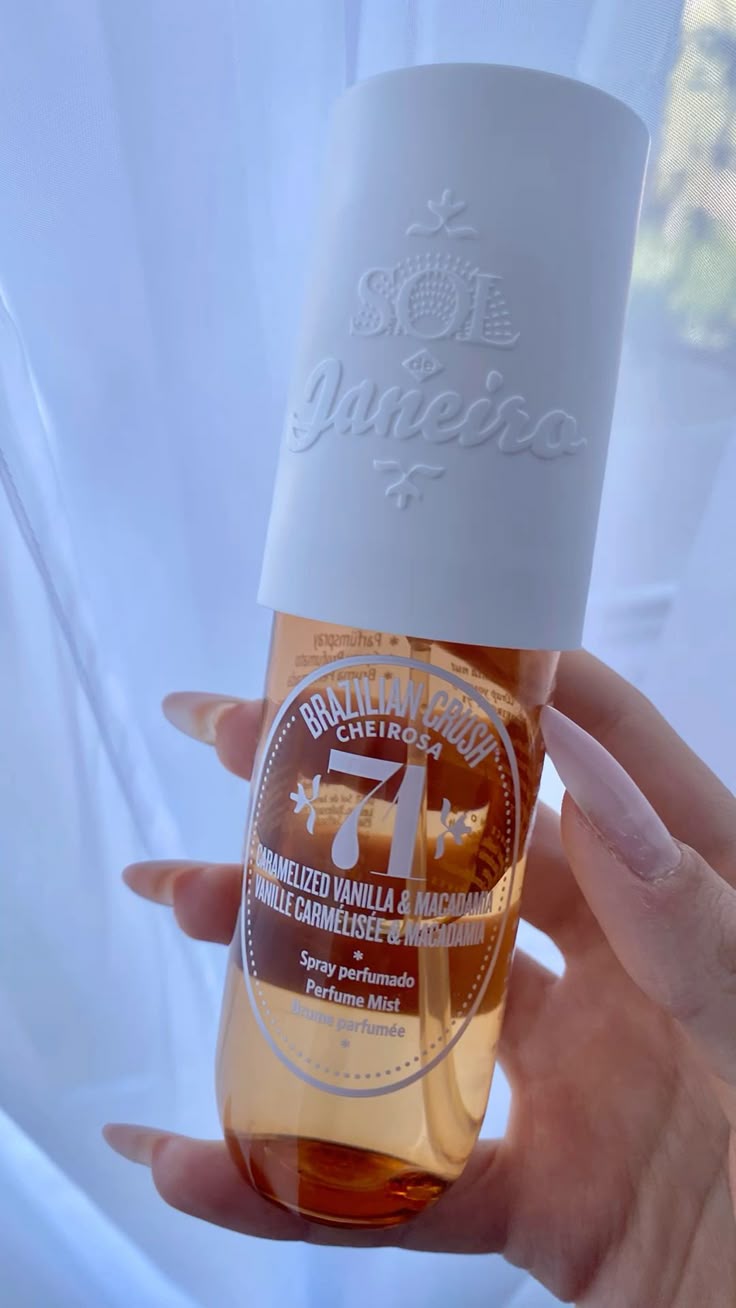 SOL
de
Janeiro
Parfümspray
BRAZILIAN CRUSH
CHEIROSA
71
CARAMELIZED VANILLA & MACADAMIA
VANILLE CARMÉLISÉE & MACADAMIA
Spray perfumado
Perfume Mist
Brume parfumée